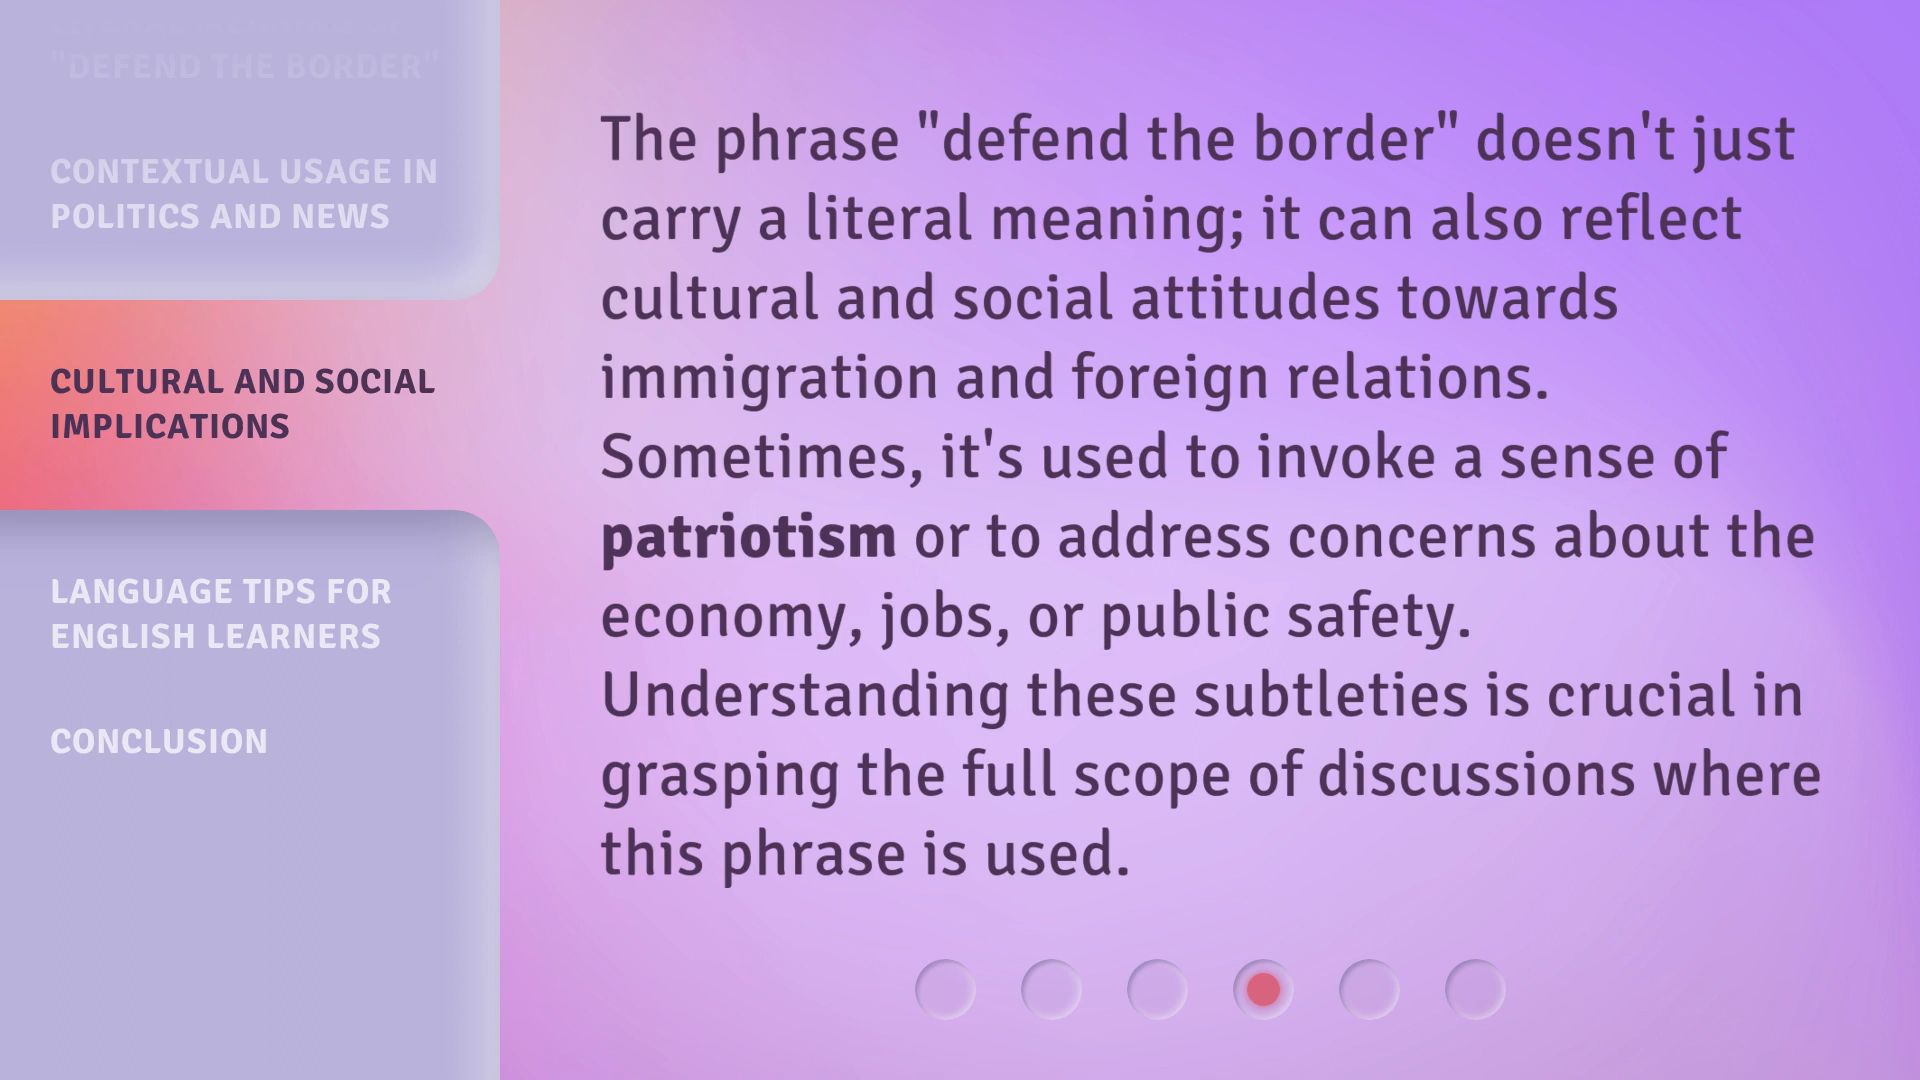 "DEFEND THE BORDER"
CONTEXTUAL USAGE IN
POLITICS AND NEWS
CULTURAL AND SOCIAL
IMPLICATIONS
LANGUAGE TIPS FOR
ENGLISH LEARNERS
CONCLUSION
The phrase "defend the border" doesn't just
carry a literal meaning; it can also reflect
cultural and social attitudes towards
immigration and foreign relations.
Sometimes, it's used to invoke a sense of
patriotism or to address concerns about the
economy, jobs, or public safety.
Understanding these subtleties is crucial in
grasping the full scope of discussions where
this phrase is used.